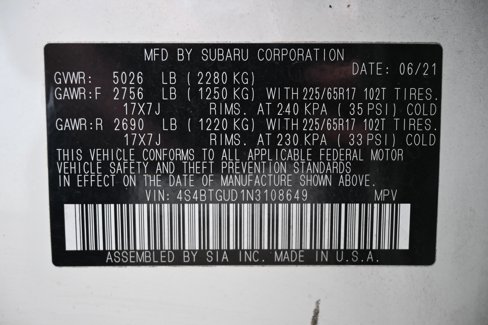 MFD BY SUBARU CORPORATION
DATE: 06/21
GVWR: 5026 LB (2280 KG)
GAWR:F 2756 LB (1250 KG) WITH 225/65R17 102T TIRES.
17X7J RIMS. AT 240 KPA (35 PSI) COLD
GAWR:R 2690 LB (1220 KG) WITH 225/65R17 102T TIRES.
17X7J RIMS. AT 230 KPA (33 PSI) COLD
THIS VEHICLE CONFORMS TO ALL APPLICABLE FEDERAL MOTOR
VEHICLE SAFETY AND THEFT PREVENTION STANDARDS
IN EFFECT ON THE DATE OF MANUFACTURE SHOWN ABOVE.
VIN: 4S4BTGUD1N3108649 MPV
ASSEMBLED BY SIA INC. MADE IN U.S.A.